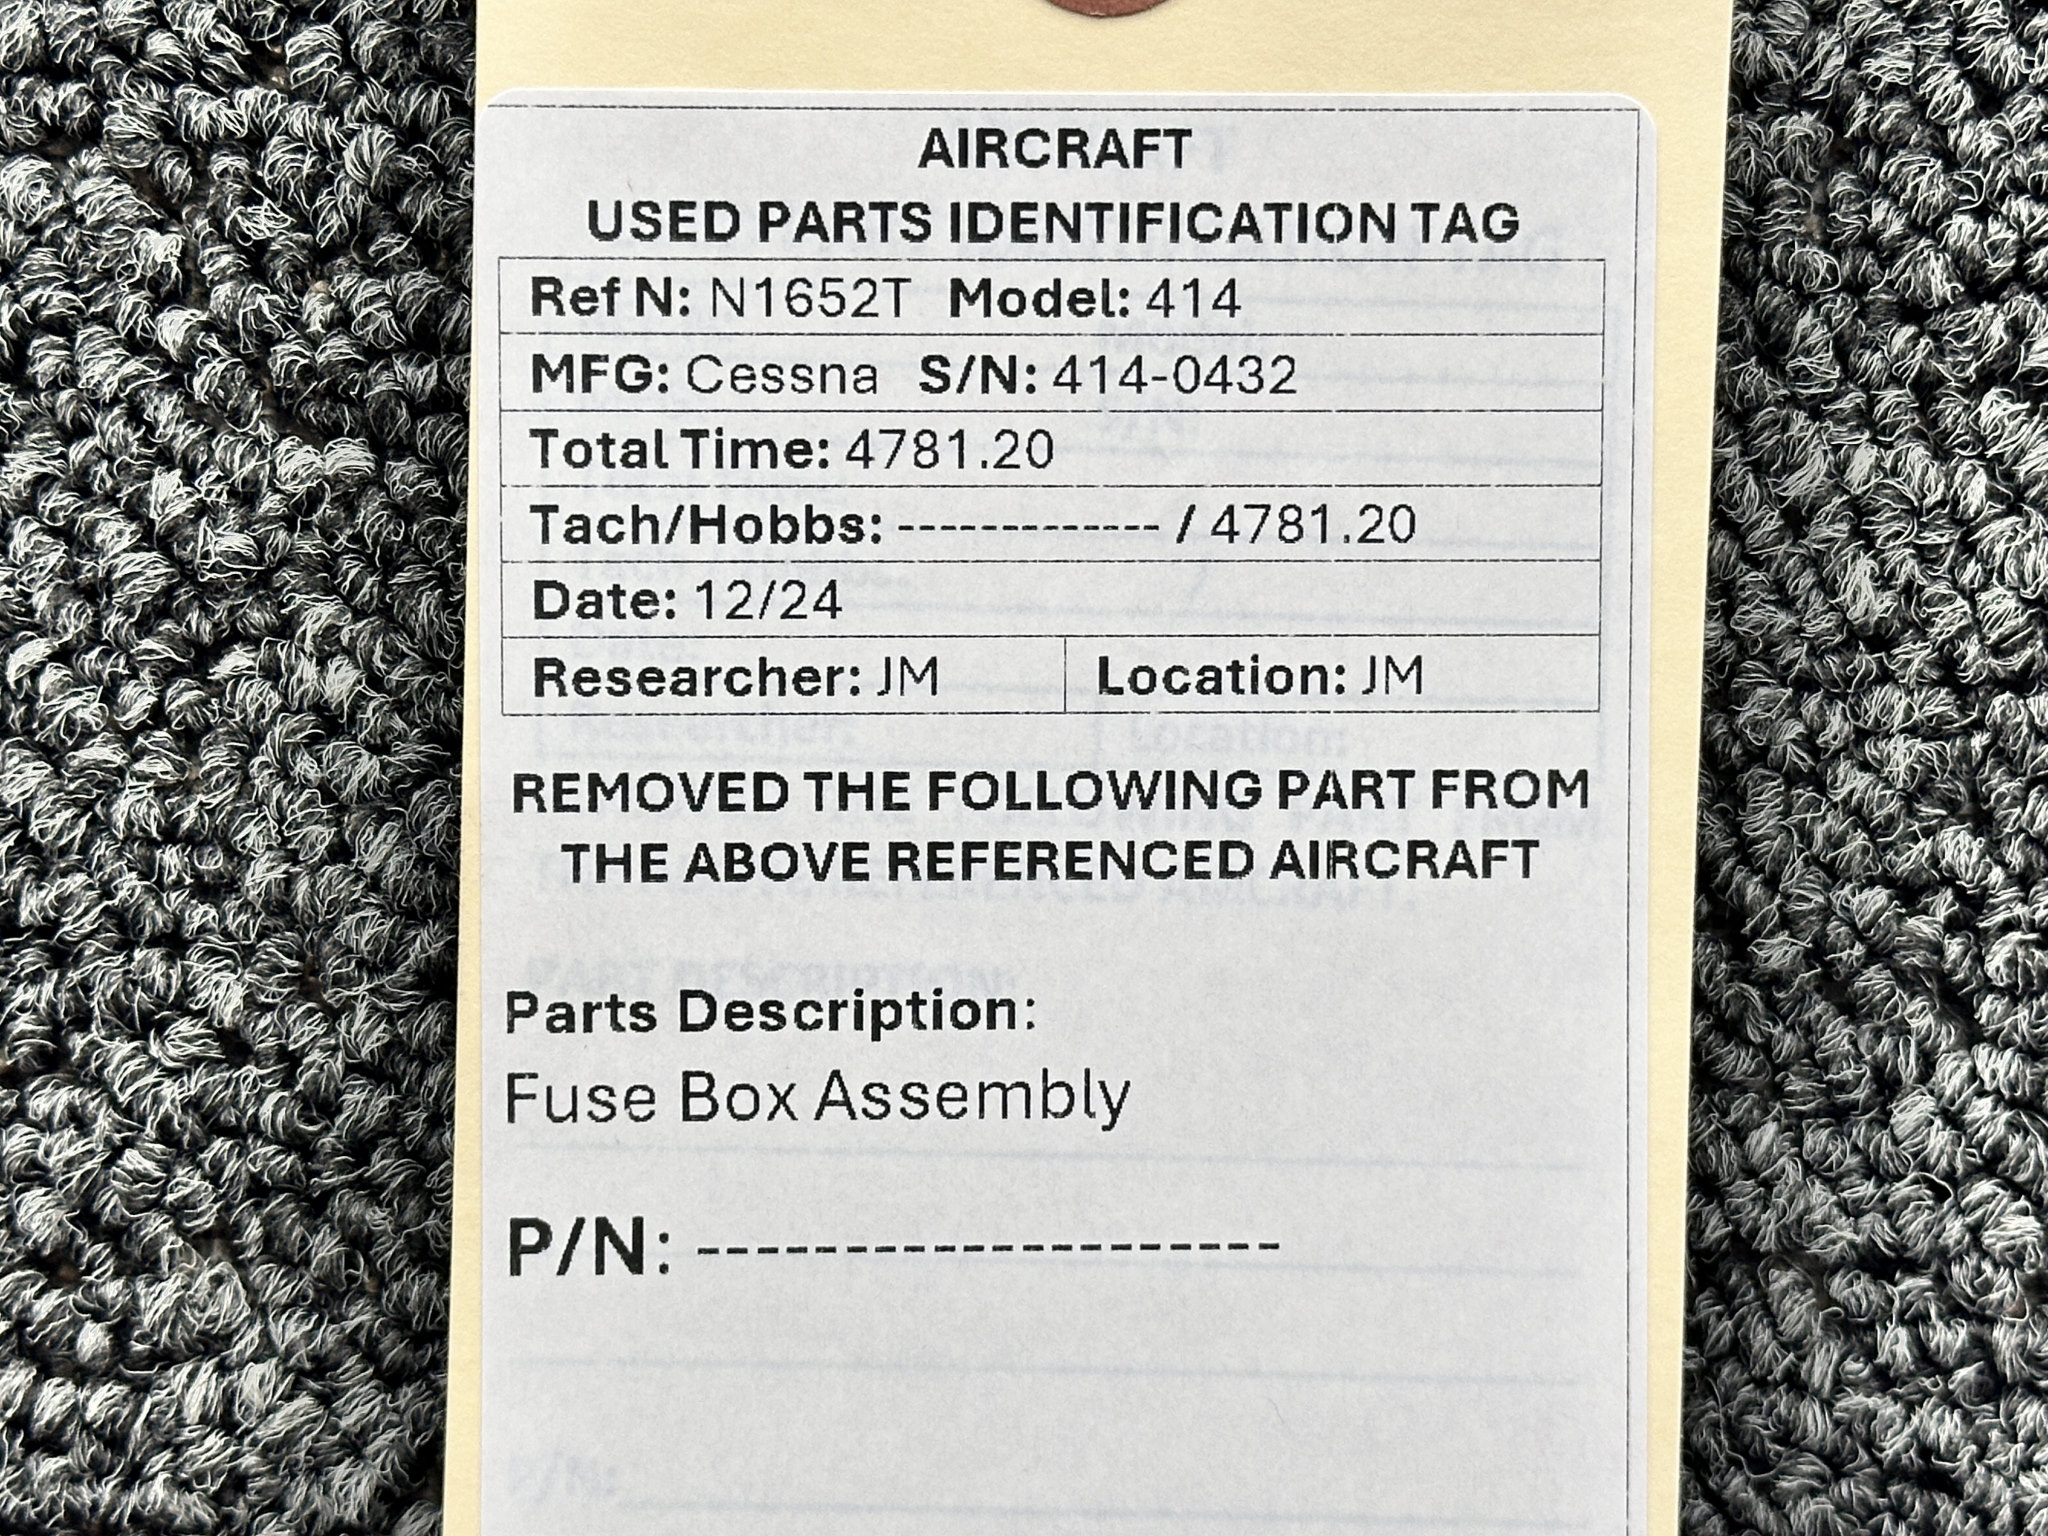 AIRCRAFT
USED PARTS IDENTIFICATION TAG
Ref N: N1652T Model: 414
MFG: Cessna S/N: 414-0432
Total Time: 4781.20
Tach/Hobbs: ------------- / 4781.20
Date: 12/24
Researcher: JM Location: JM
REMOVED THE FOLLOWING PART FROM
THE ABOVE REFERENCED AIRCRAFT
Parts Description:
Fuse Box Assembly
P/N: --------------------